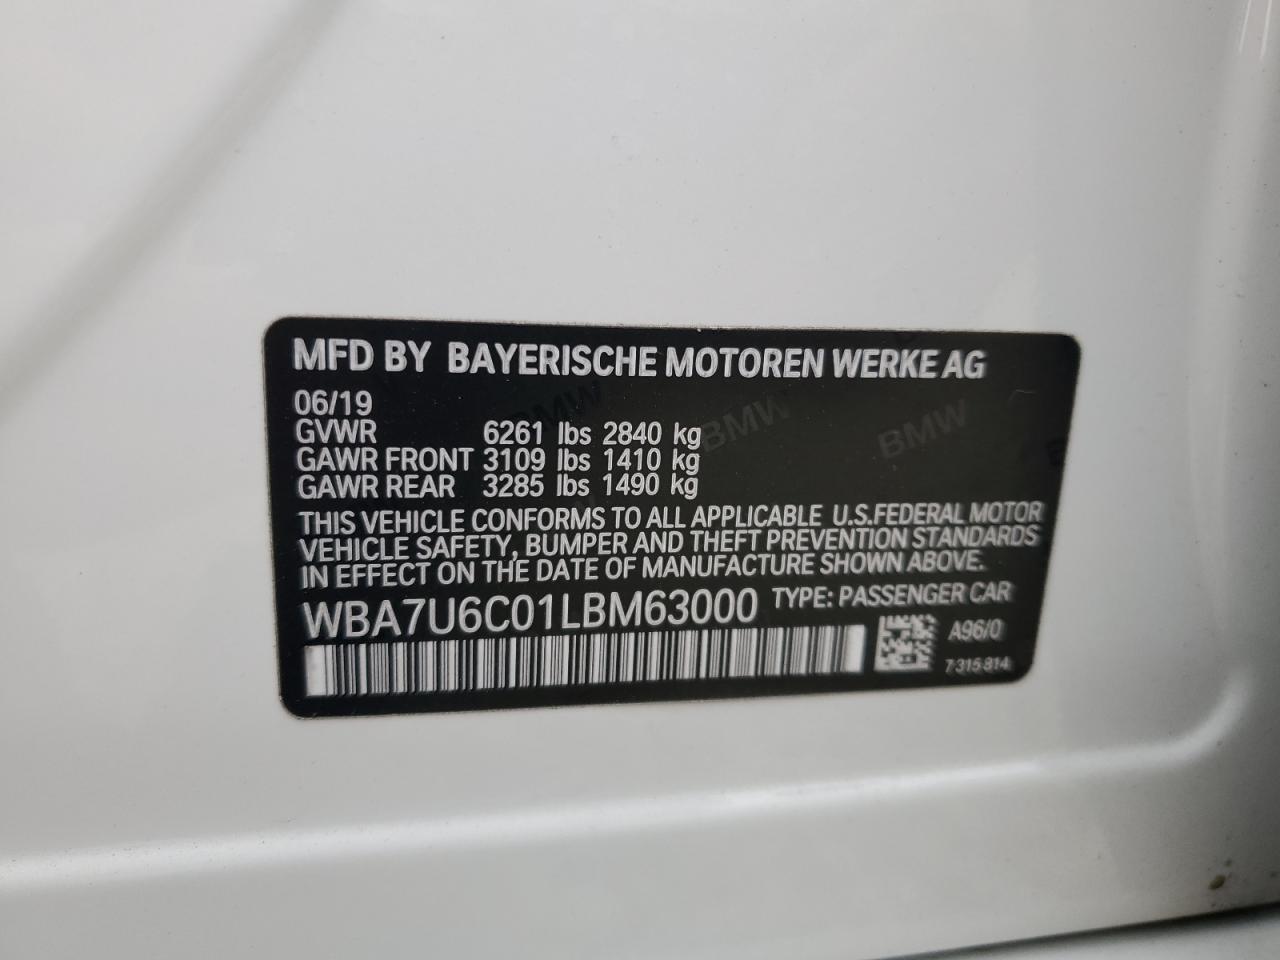 MFD BY BAYERISCHE MOTOREN WERKE AG
06/19
GVWR 6261 lbs 2840 kg
GAWR FRONT 3109 lbs 1410 kg
GAWR REAR 3285 lbs 1490 kg
THIS VEHICLE CONFORMS TO ALL APPLICABLE U.S.FEDERAL MOTOR
VEHICLE SAFETY, BUMPER AND THEFT PREVENTION STANDARDS
IN EFFECT ON THE DATE OF MANUFACTURE SHOWN ABOVE.
WBA7U6C01LBM63000 TYPE: PASSENGER CAR
A96/0
7 315 814
BMW BMW BMW